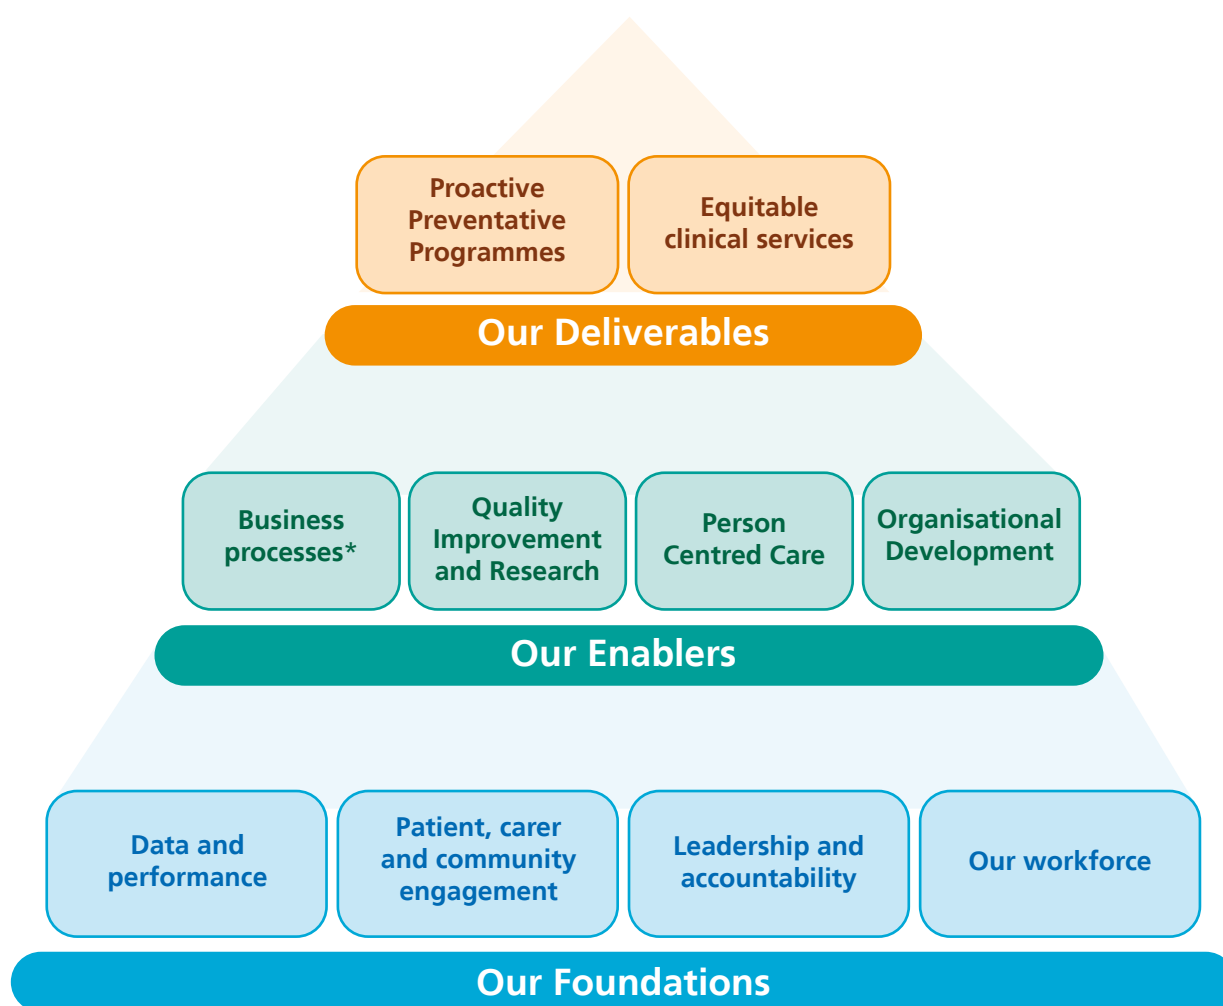 Proactive
Preventative
Programmes
Equitable
clinical services
Our Deliverables
Business
processes*
Quality
Improvement
and Research
Person
Centred Care
Organisational
Development
Our Enablers
Data and
performance
Patient, carer
and community
engagement
Leadership and
accountability
Our workforce
Our Foundations